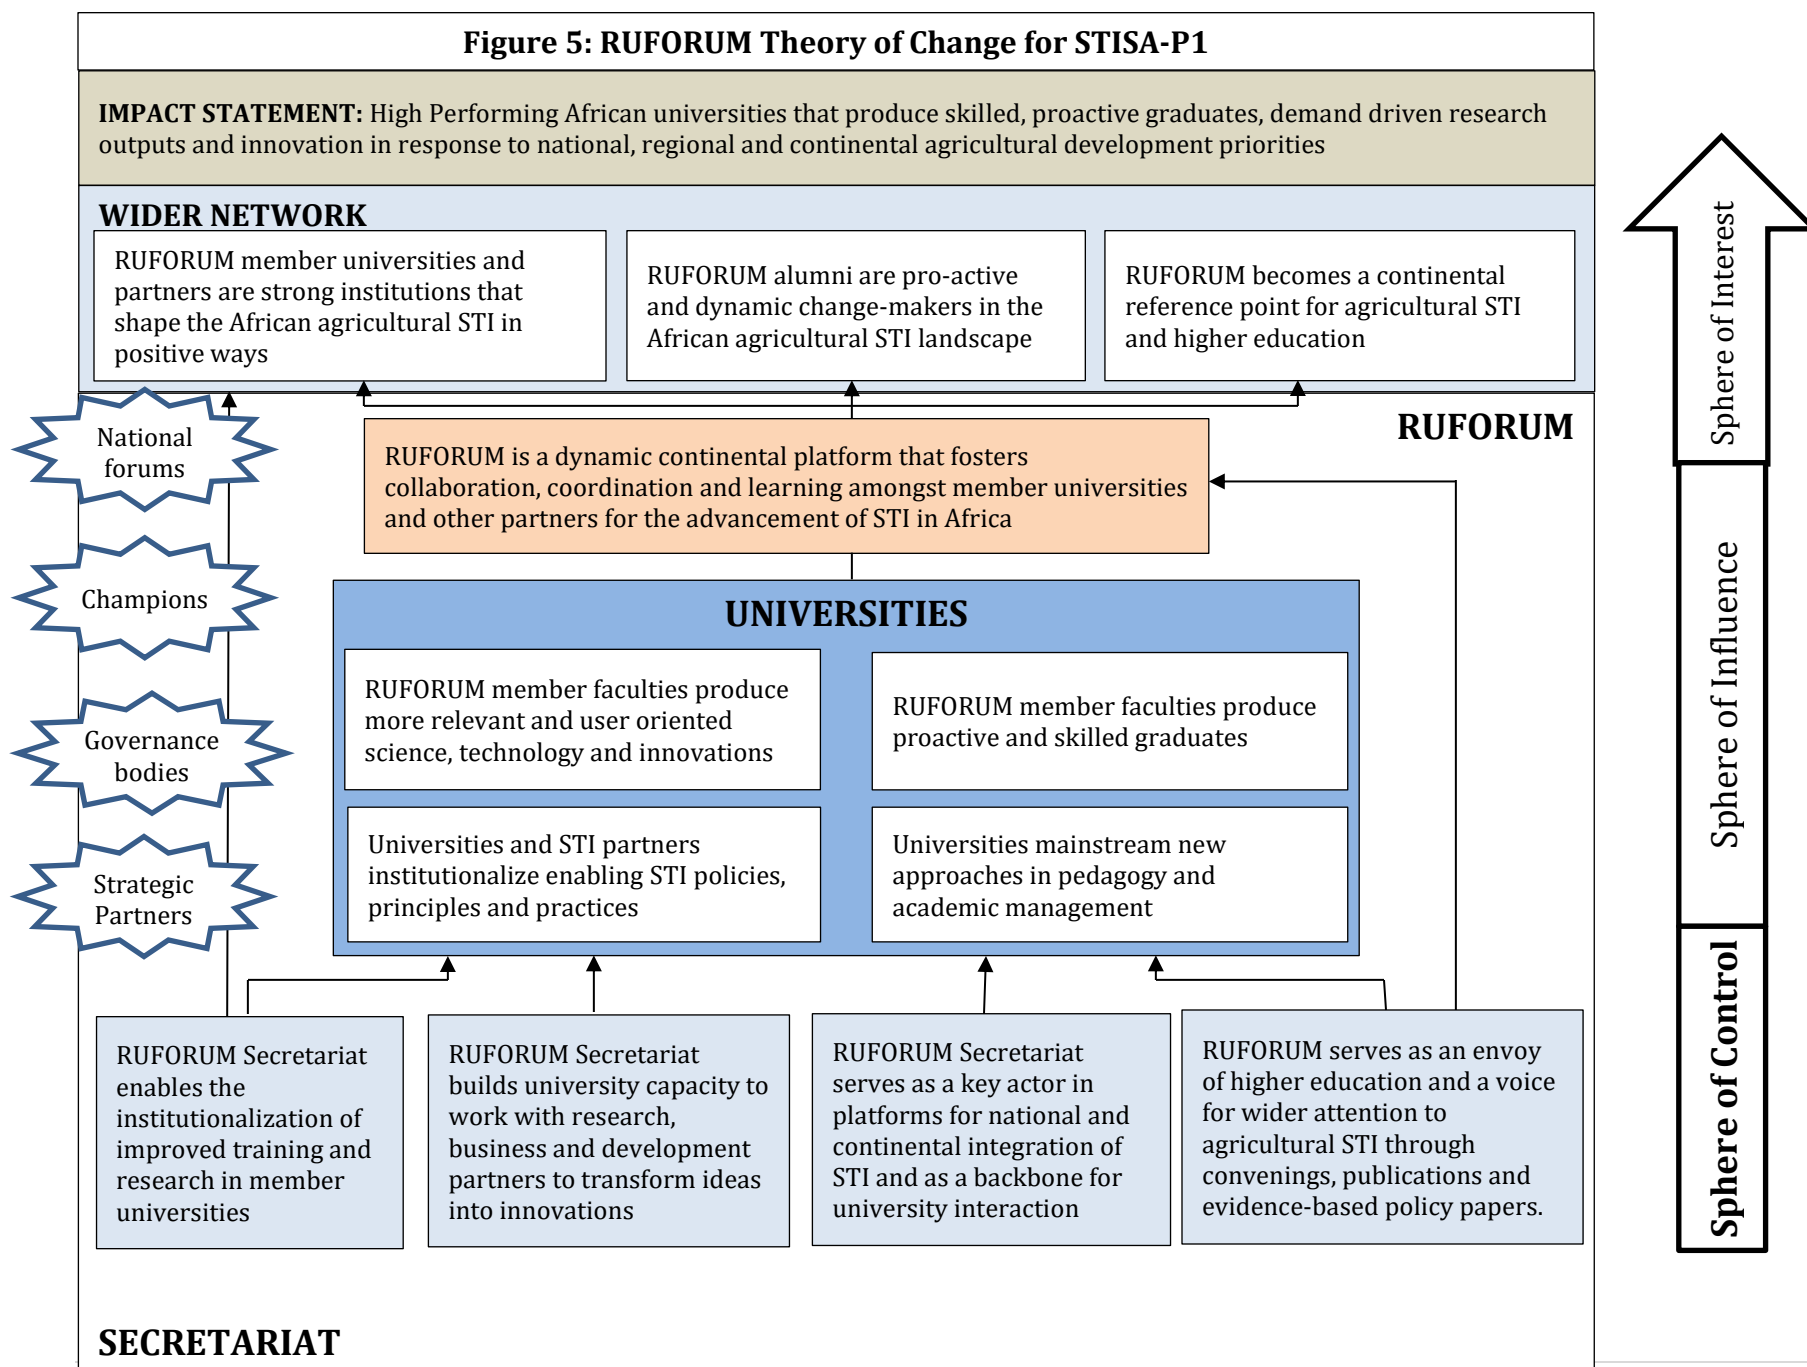 Figure 5: RUFORUM Theory of Change for STISA-P1
IMPACT STATEMENT: High Performing African universities that produce skilled, proactive graduates, demand driven research
outputs and innovation in response to national, regional and continental agricultural development priorities
WIDER NETWORK
RUFORUM member universities and
partners are strong institutions that
shape the African agricultural STI in
positive ways
RUFORUM alumni are pro-active
and dynamic change-makers in the
African agricultural STI landscape
RUFORUM becomes a continental
reference point for agricultural STI
and higher education
RUFORUM
National
forums
Champions
Governance
bodies
Strategic
Partners
RUFORUM is a dynamic continental platform that fosters
collaboration, coordination and learning amongst member universities
and other partners for the advancement of STI in Africa
UNIVERSITIES
RUFORUM member faculties produce
more relevant and user oriented
science, technology and innovations
RUFORUM member faculties produce
proactive and skilled graduates
Universities and STI partners
institutionalize enabling STI policies,
principles and practices
Universities mainstream new
approaches in pedagogy and
academic management
RUFORUM Secretariat
enables the
institutionalization of
improved training and
research in member
universities
RUFORUM Secretariat
builds university capacity to
work with research,
business and development
partners to transform ideas
into innovations
RUFORUM Secretariat
serves as a key actor in
platforms for national and
continental integration of
STI and as a backbone for
university interaction
RUFORUM serves as an envoy
of higher education and a voice
for wider attention to
agricultural STI through
convenings, publications and
evidence-based policy papers.
SECRETARIAT
Sphere of Interest
Sphere of Influence
Sphere of Control